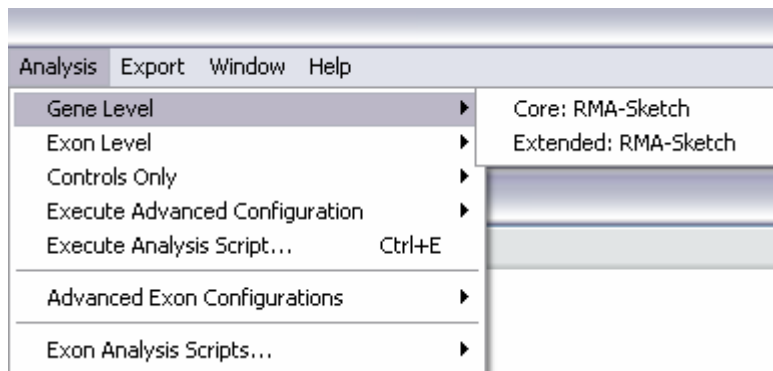 Analysis Export Window Help
Gene Level
Core: RMA-Sketch
Extended: RMA-Sketch
Exon Level
Controls Only
Execute Advanced Configuration
Execute Analysis Script... Ctrl+E
Advanced Exon Configurations
Exon Analysis Scripts...